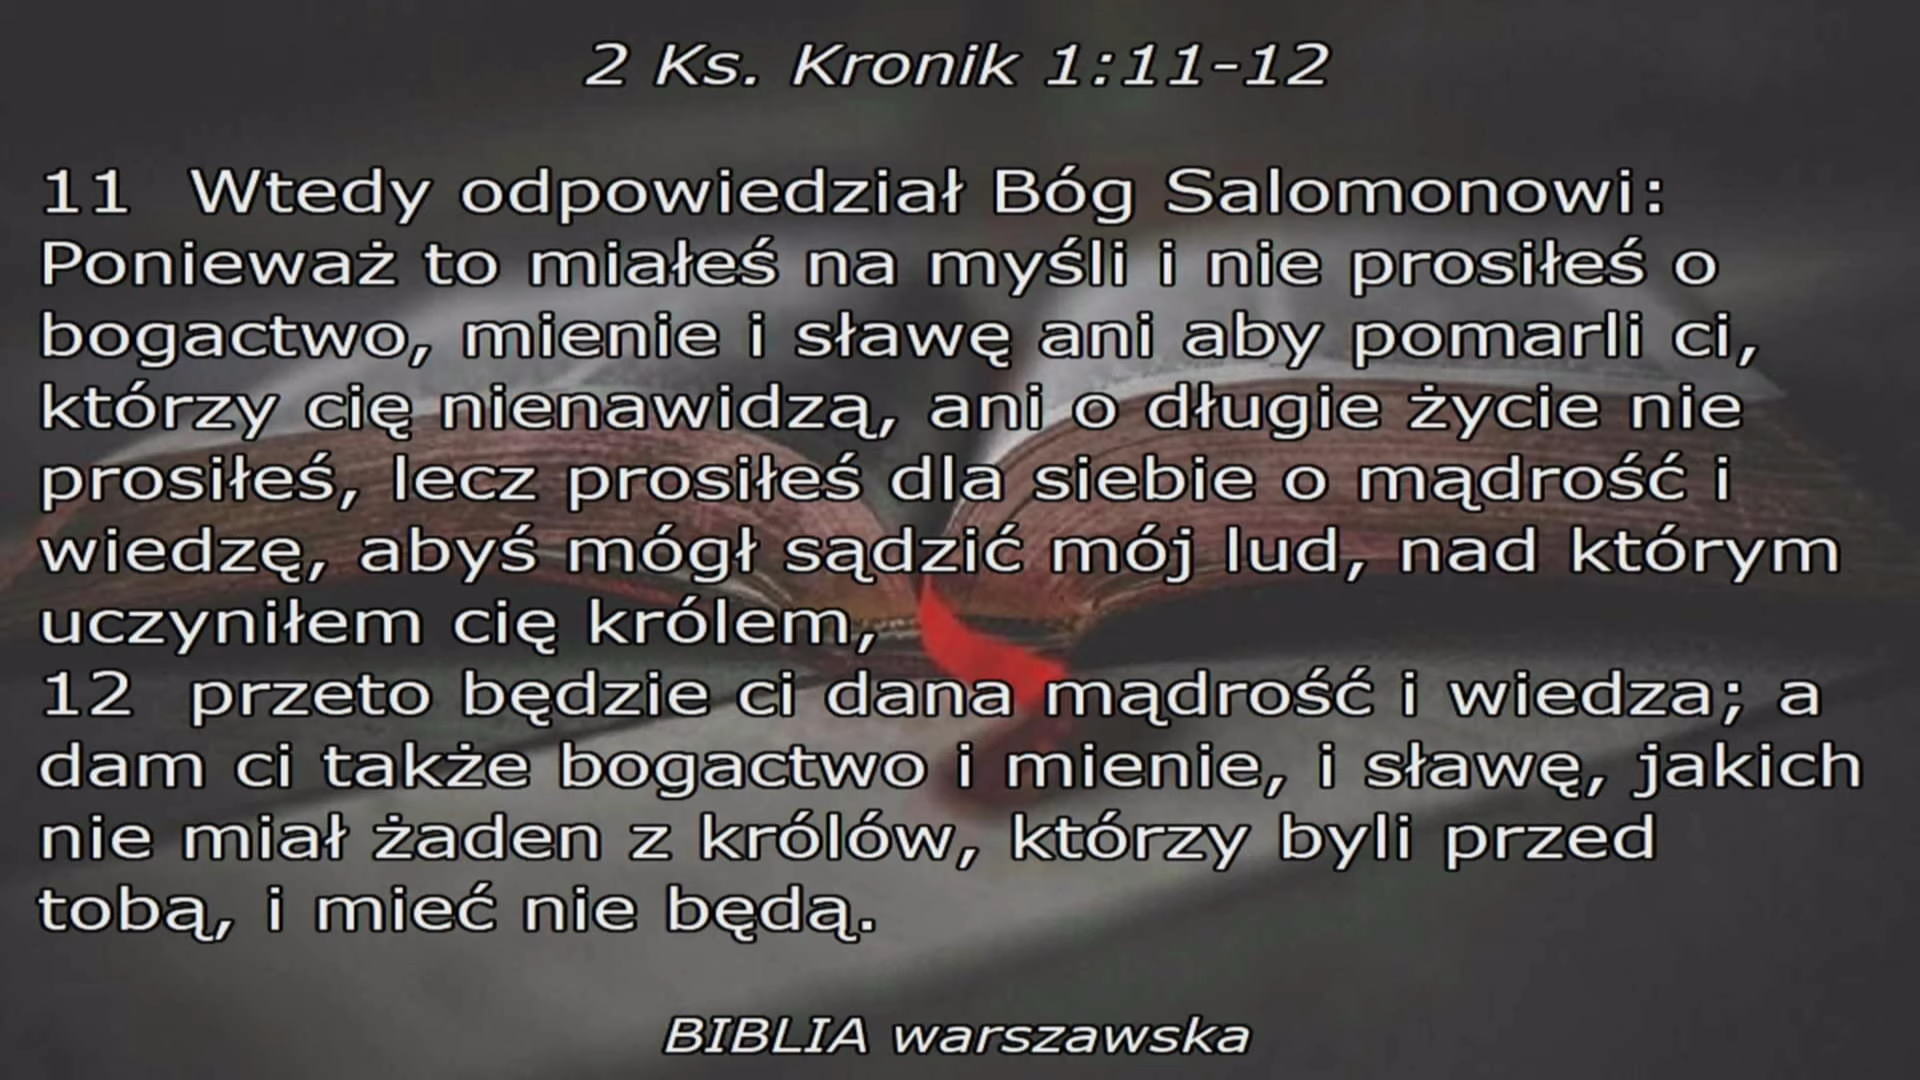 2 Ks. Kronik 1:11-12
11 Wtedy odpowiedział Bóg Salomonowi:
Ponieważ to miałeś na myśli i nie prosiłeś o
bogactwo, mienie i sławę ani aby pomarli ci,
którzy cię nienawidzą, ani o długie życie nie
prosiłeś, lecz prosiłeś dla siebie o mądrość i
wiedzę, abyś mógł sądzić mój lud, nad którym
uczyniłem cię królem,
12 przeto będzie ci dana mądrość i wiedza; a
dam ci także bogactwo i mienie, i sławę, jakich
nie miał żaden z królów, którzy byli przed
tobą, i mieć nie będą.
BIBLIA warszawska